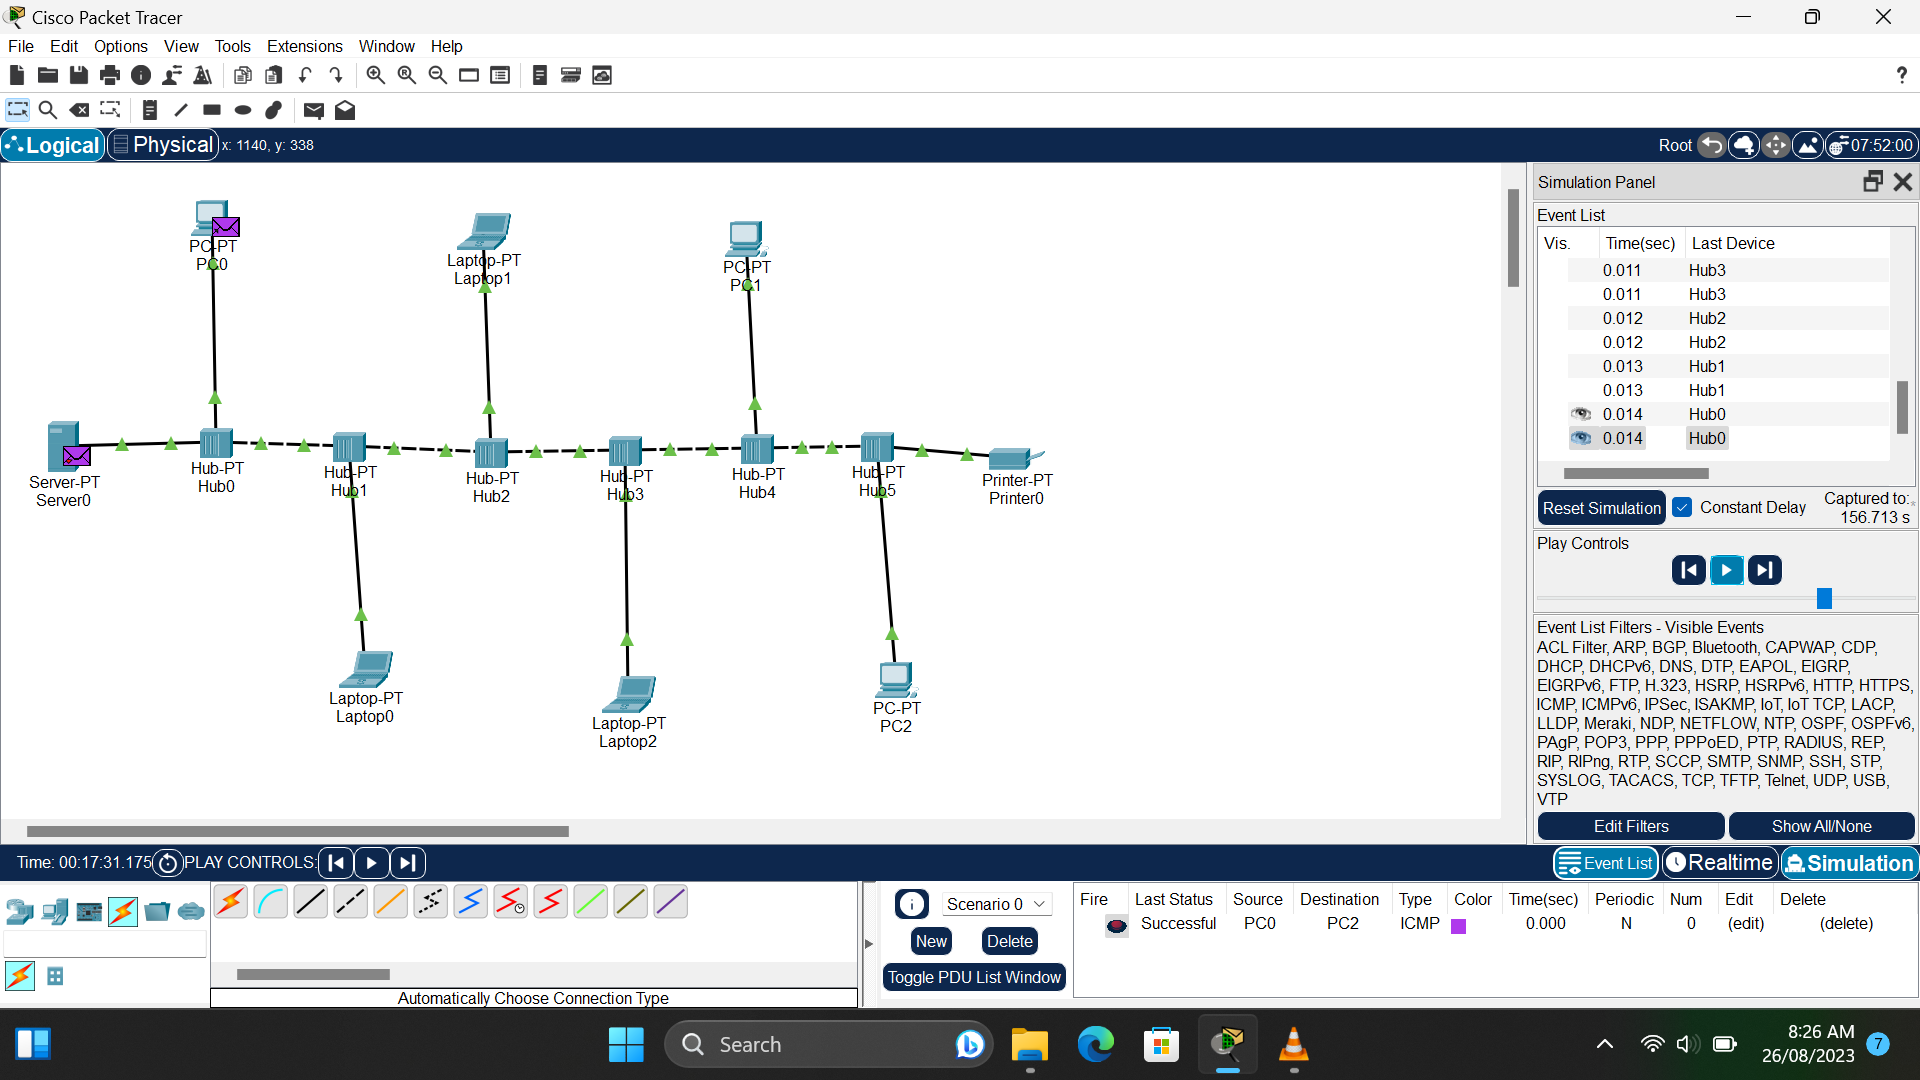 Cisco Packet Tracer
File Edit Options View Tools Extensions Window Help
?
Logical Physical x: 1140, y: 338 Root 07:52:00
Simulation Panel
Event List
Vis. Time(sec) Last Device
0.011 Hub3
0.011 Hub3
0.012 Hub2
0.012 Hub2
0.013 Hub1
0.013 Hub1
0.014 Hub0
0.014 Hub0
Reset Simulation Constant Delay Captured to:
156.713 s
Play Controls
Event List Filters - Visible Events
ACL Filter, ARP, BGP, Bluetooth, CAPWAP, CDP,
DHCP, DHCPv6, DNS, DTP, EAPOL, EIGRP,
EIGRPv6, FTP, H.323, HSRP, HSRPv6, HTTP, HTTPS,
ICMP, ICMPv6, IPSec, ISAKMP, IoT, IoT TCP, LACP,
LLDP, Meraki, NDP, NETFLOW, NTP, OSPF, OSPFv6,
PAgP, POP3, PPP, PPPoED, PTP, RADIUS, REP,
RIP, RIPng, RTP, SCCP, SMTP, SNMP, SSH, STP,
SYSLOG, TACACS, TCP, TFTP, Telnet, UDP, USB,
VTP
Edit Filters Show All/None
PC-PT
PC0
Laptop-PT
Laptop1
PC-PT
PC1
Server-PT
Server0
Hub-PT
Hub0
Hub-PT
Hub1
Hub-PT
Hub2
Hub-PT
Hub3
Hub-PT
Hub4
Hub-PT
Hub5
Printer-PT
Printer0
Laptop-PT
Laptop0
Laptop-PT
Laptop2
PC-PT
PC2
Time: 00:17:31.175 PLAY CONTROLS: Event List Realtime Simulation
Scenario 0
New Delete
Toggle PDU List Window
Fire Last Status Source Destination Type Color Time(sec) Periodic Num Edit Delete
Successful PC0 PC2 ICMP 0.000 N 0 (edit) (delete)
Automatically Choose Connection Type
Search
8:26 AM
26/08/2023
7